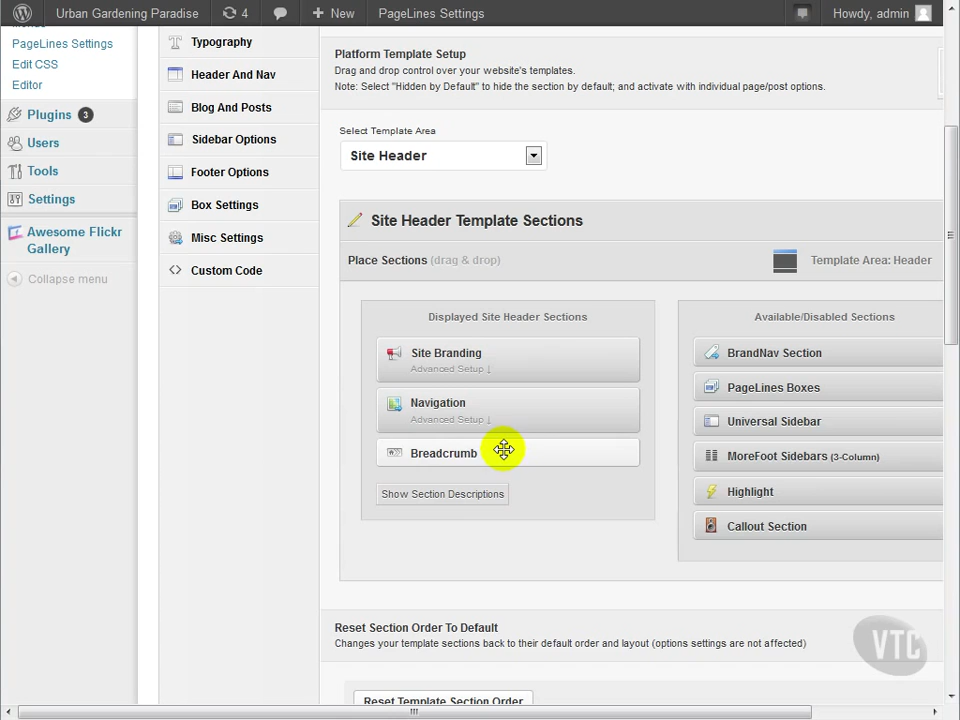 Urban Gardening Paradise 4 New PageLines Settings Howdy, admin
PageLines Settings
Edit CSS
Editor
Plugins 3
Users
Tools
Settings
Awesome Flickr
Gallery
Collapse menu
Typography
Header And Nav
Blog And Posts
Sidebar Options
Footer Options
Box Settings
Misc Settings
Custom Code
Platform Template Setup
Drag and drop control over your website's templates.
Note: Select "Hidden by Default" to hide the section by default; and activate with individual page/post options.
Select Template Area
Site Header
Site Header Template Sections
Place Sections (drag & drop)
Template Area: Header
Displayed Site Header Sections
Site Branding
Advanced Setup ↓
Navigation
Advanced Setup ↓
Breadcrumb
Show Section Descriptions
Available/Disabled Sections
BrandNav Section
PageLines Boxes
Universal Sidebar
MoreFoot Sidebars (3-Column)
Highlight
Callout Section
Reset Section Order To Default
Changes your template sections back to their default order and layout (options settings are not affected)
Reset Template Section Order
VTC